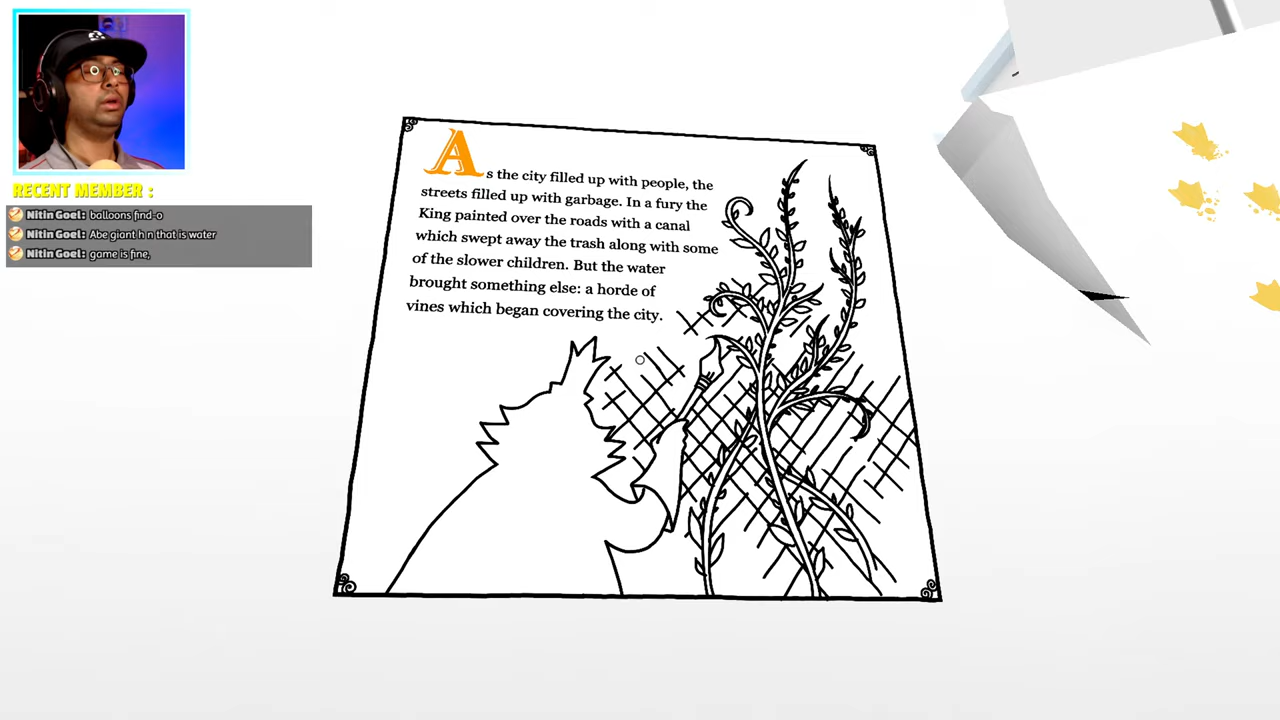 RECENT MEMBER :
Nitin Goel: balloons find-o
Nitin Goel: Abe giant h n that is water
Nitin Goel: game is fine,
As the city filled up with people, the
streets filled up with garbage. In a fury the
King painted over the roads with a canal
which swept away the trash along with some
of the slower children. But the water
brought something else: a horde of
vines which began covering the city.